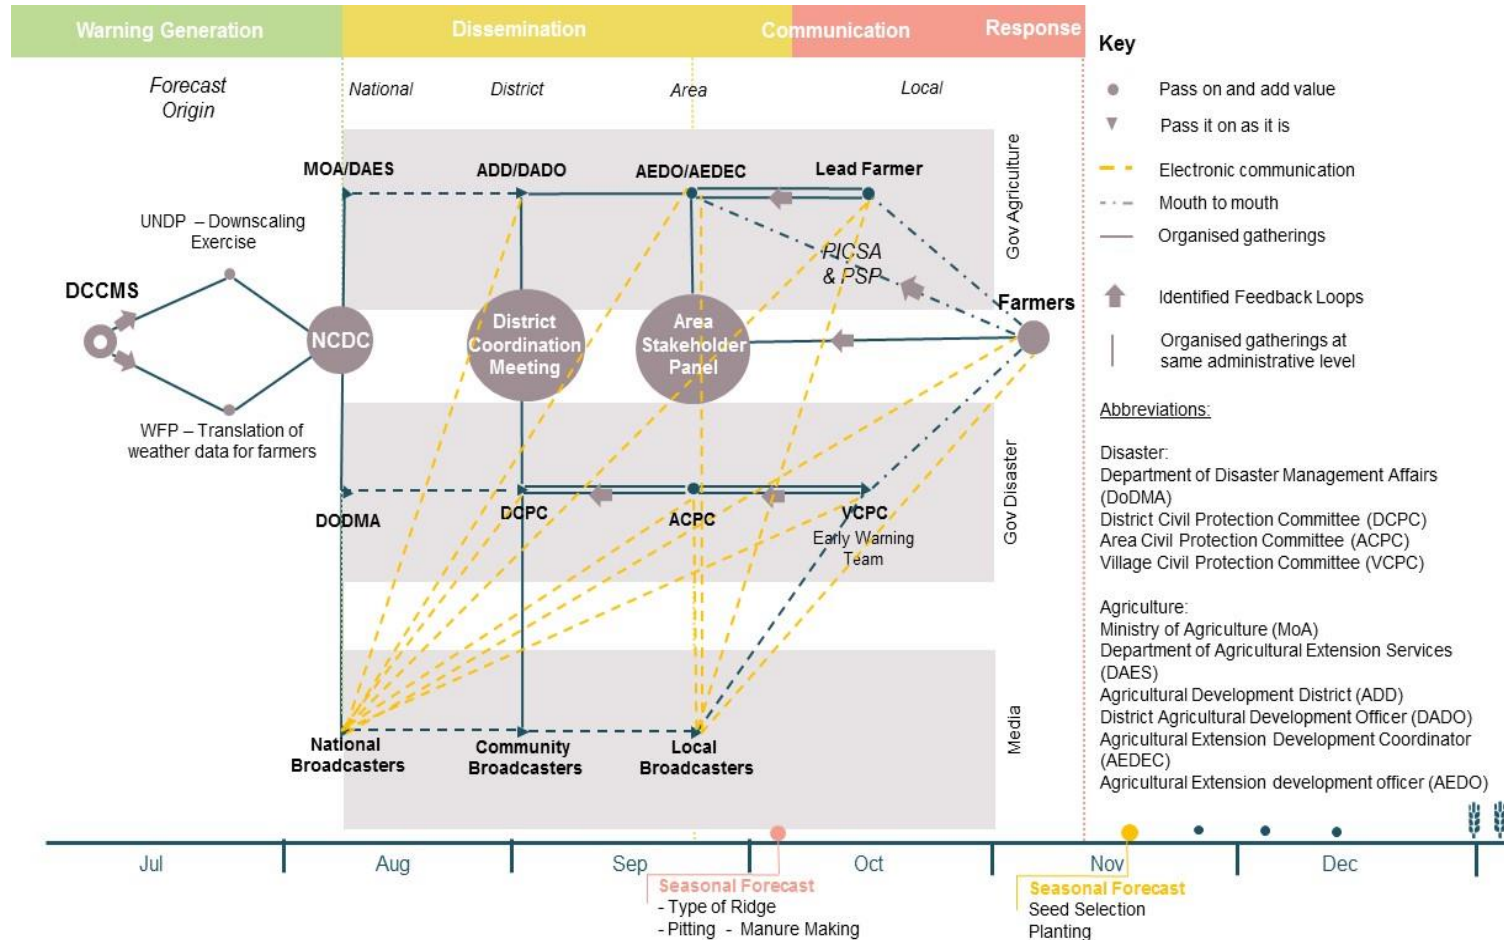 Warning Generation
Dissemination
Communication
Response
Forecast
Origin
National
District
Area
Local
MOA/DAES
ADD/DADO
AEDO/AEDEC
Lead Farmer
Gov Agriculture
UNDP – Downscaling
Exercise
PICSA
& PSP
DCCMS
NCDC
District
Coordination
Meeting
Area
Stakeholder
Panel
Farmers
WFP – Translation of
weather data for farmers
DODMA
DCPC
ACPC
VCPC
Early Warning
Team
Gov Disaster
National
Broadcasters
Community
Broadcasters
Local
Broadcasters
Media
Key
Pass on and add value
Pass it on as it is
Electronic communication
Mouth to mouth
Organised gatherings
Identified Feedback Loops
Organised gatherings at
same administrative level
Abbreviations:
Disaster:
Department of Disaster Management Affairs
(DoDMA)
District Civil Protection Committee (DCPC)
Area Civil Protection Committee (ACPC)
Village Civil Protection Committee (VCPC)
Agriculture:
Ministry of Agriculture (MoA)
Department of Agricultural Extension Services
(DAES)
Agricultural Development District (ADD)
District Agricultural Development Officer (DADO)
Agricultural Extension Development Coordinator
(AEDEC)
Agricultural Extension development officer (AEDO)
Jul
Aug
Sep
Oct
Nov
Dec
Seasonal Forecast
- Type of Ridge
- Pitting - Manure Making
Seasonal Forecast
Seed Selection
Planting